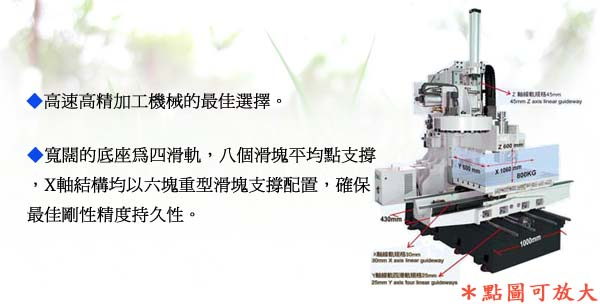 ◆高速高精加工機械的最佳選擇。
◆寬闊的底座爲四滑軌，八個滑塊平均點支撐
，X軸結構均以六塊重型滑塊支撐配置，確保
最佳剛性精度持久性。
Z 軸線軌規格45mm
45mm Z axis linear guideway
Z 600 mm
Y 600 mm
X 1060 mm
800KG
430mm
1000mm
X軸線軌規格30mm
30mm X axis linear guideway
Y軸線軌四滑軌規格25mm
25mm Y axis four linear guideways
＊點圖可放大